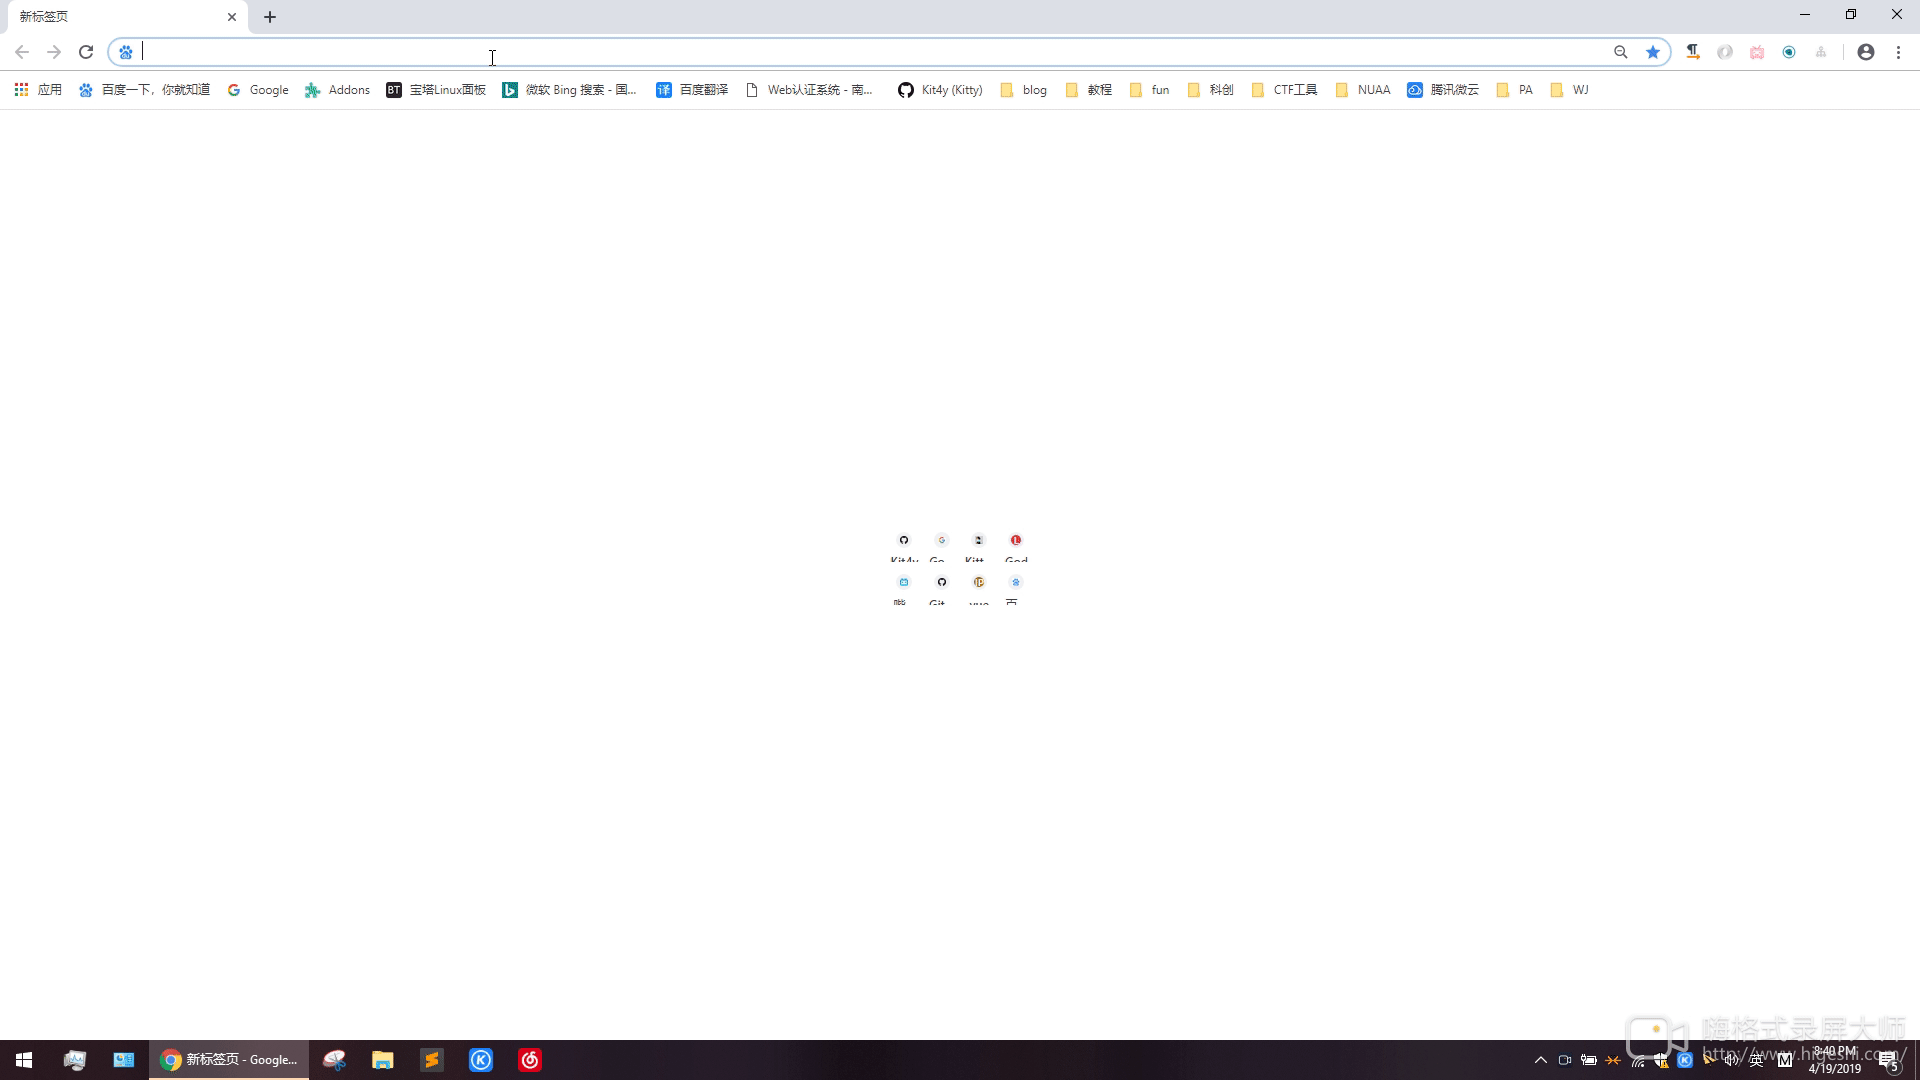 新标签页
应用 百度一下，你就知道 Google Addons BT 宝塔Linux面板 微软 Bing 搜索 - 国... 译 百度翻译 Web认证系统 - 南... Kit4y (Kitty) blog 教程 fun 科创 CTF工具 NUAA 腾讯微云 PA WJ
Kit4y Go Kitt God
哔 Git vue 百
嗨格式录屏大师
http://www.higeshi.com/
新标签页 - Google...
英 M 8:40 PM 5
4/19/2019